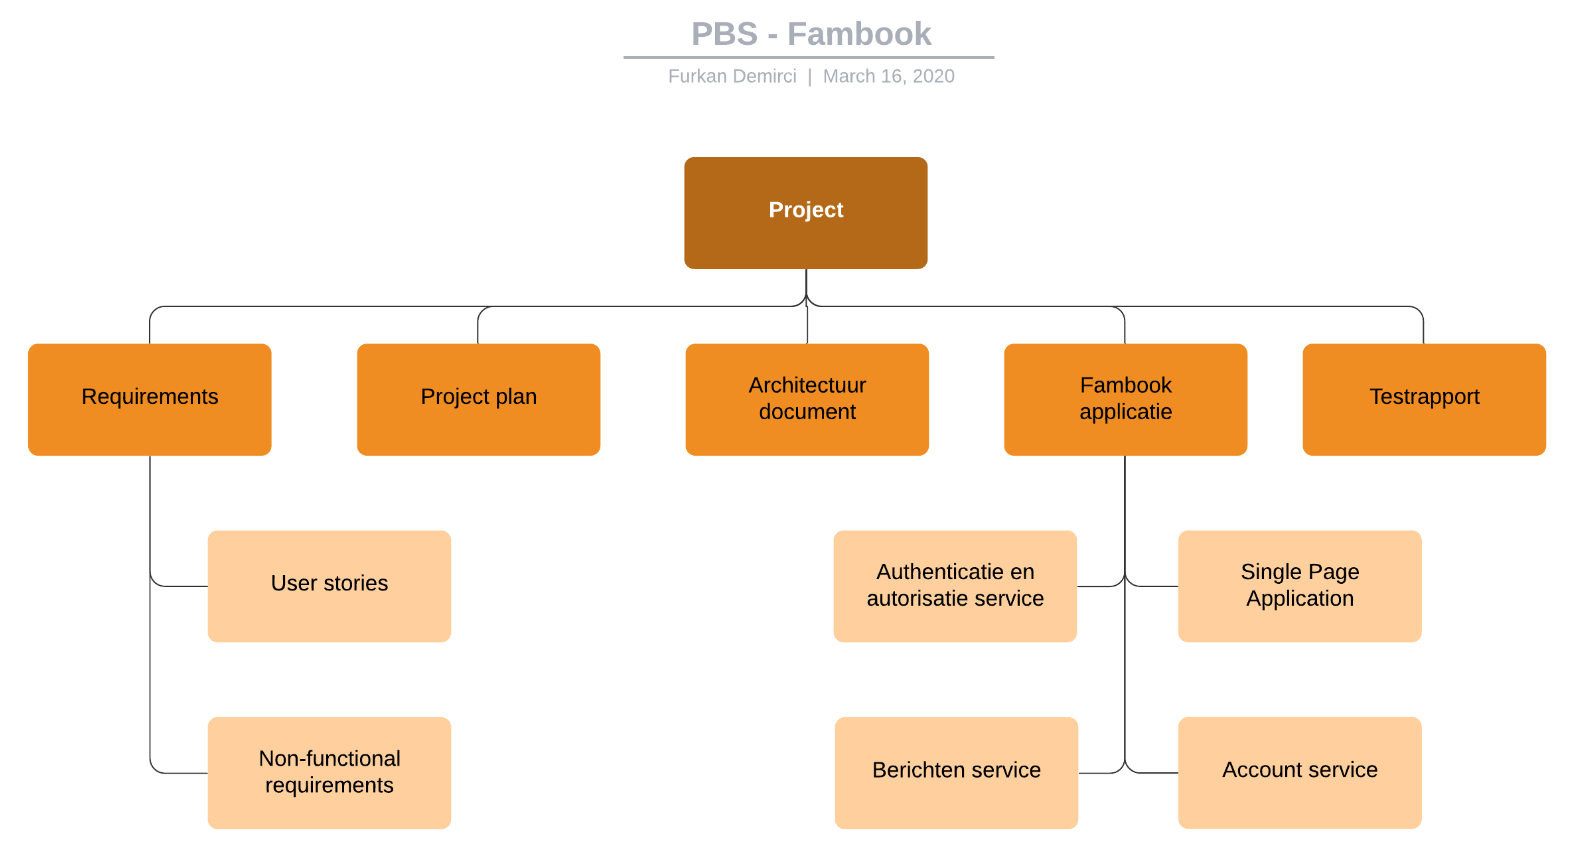 PBS - Fambook
Furkan Demirci | March 16, 2020
Project
Requirements
Project plan
Architectuur
document
Fambook
applicatie
Testrapport
User stories
Authenticatie en
autorisatie service
Single Page
Application
Non-functional
requirements
Berichten service
Account service